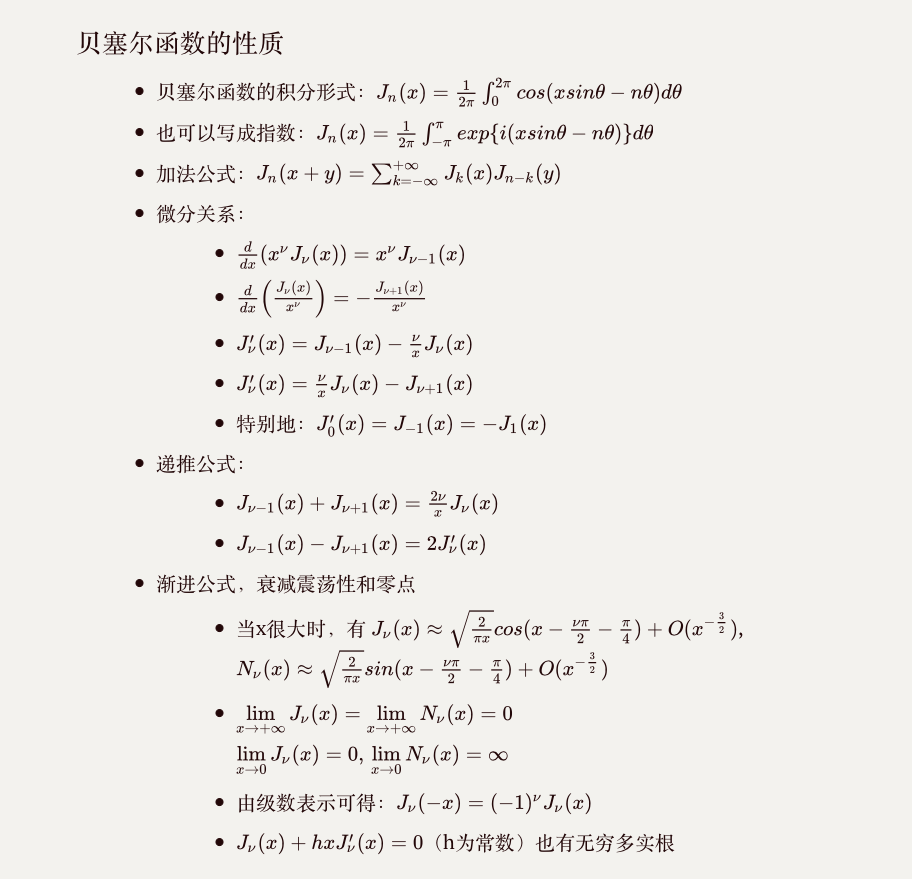 贝塞尔函数的性质
• 贝塞尔函数的积分形式：$J_n(x) = \frac{1}{2\pi} \int_0^{2\pi} cos(xsin\theta - n\theta)d\theta$
• 也可以写成指数：$J_n(x) = \frac{1}{2\pi} \int_{-\pi}^{\pi} exp\{i(xsin\theta - n\theta)\}d\theta$
• 加法公式：$J_n(x + y) = \sum_{k=-\infty}^{+\infty} J_k(x)J_{n-k}(y)$
• 微分关系：
• $\frac{d}{dx}(x^\nu J_\nu(x)) = x^\nu J_{\nu-1}(x)$
• $\frac{d}{dx}\left(\frac{J_\nu(x)}{x^\nu}\right) = -\frac{J_{\nu+1}(x)}{x^\nu}$
• $J'_\nu(x) = J_{\nu-1}(x) - \frac{\nu}{x}J_\nu(x)$
• $J'_\nu(x) = \frac{\nu}{x}J_\nu(x) - J_{\nu+1}(x)$
• 特别地：$J'_0(x) = J_{-1}(x) = -J_1(x)$
• 递推公式：
• $J_{\nu-1}(x) + J_{\nu+1}(x) = \frac{2\nu}{x}J_\nu(x)$
• $J_{\nu-1}(x) - J_{\nu+1}(x) = 2J'_\nu(x)$
• 渐进公式，衰减震荡性和零点
• 当x很大时，有 $J_\nu(x) \approx \sqrt{\frac{2}{\pi x}}cos(x - \frac{\nu\pi}{2} - \frac{\pi}{4}) + O(x^{-\frac{3}{2}})$,
$N_\nu(x) \approx \sqrt{\frac{2}{\pi x}}sin(x - \frac{\nu\pi}{2} - \frac{\pi}{4}) + O(x^{-\frac{3}{2}})$
• $\lim_{x\to+\infty} J_\nu(x) = \lim_{x\to+\infty} N_\nu(x) = 0$
$\lim_{x\to 0} J_\nu(x) = 0, \lim_{x\to 0} N_\nu(x) = \infty$
• 由级数表示可得：$J_\nu(-x) = (-1)^\nu J_\nu(x)$
• $J_\nu(x) + hxJ'_\nu(x) = 0$（h为常数）也有无穷多实根